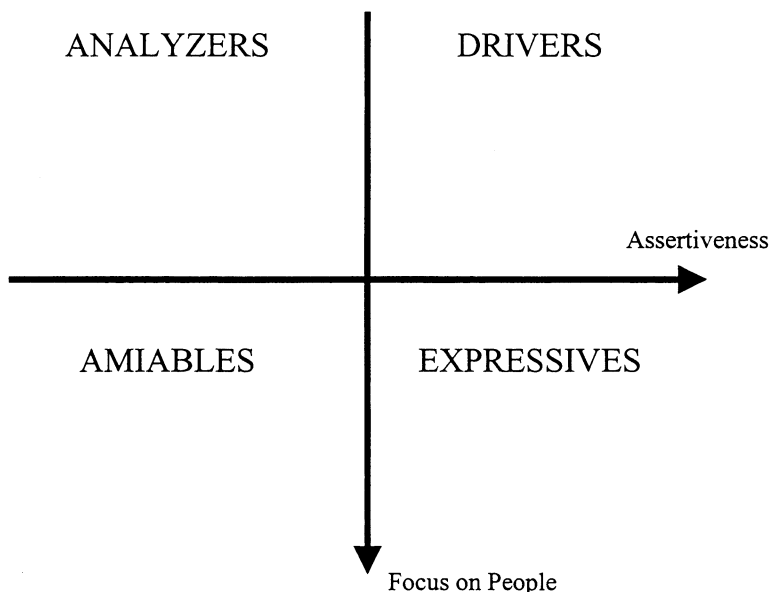 ANALYZERS
DRIVERS
Assertiveness
AMIABLES
EXPRESSIVES
Focus on People